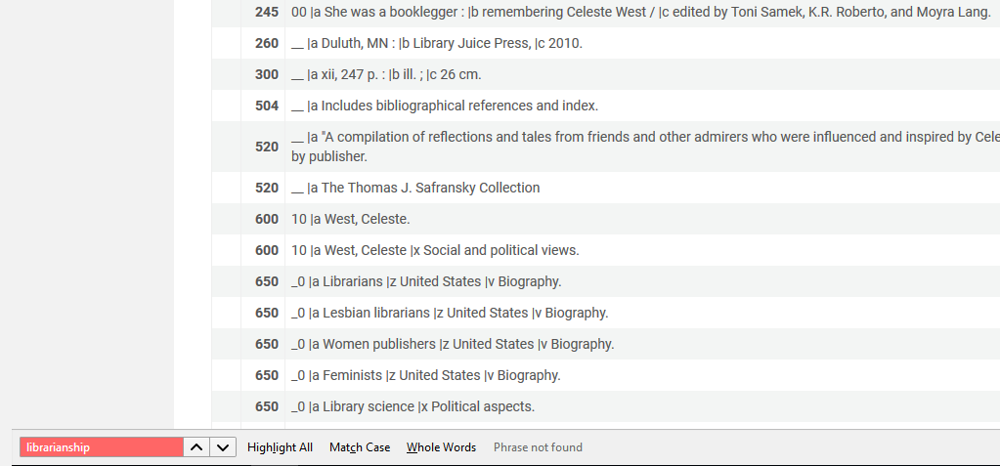 245 00 |a She was a booklegger : |b remembering Celeste West / |c edited by Toni Samek, K.R. Roberto, and Moyra Lang.
260 __ |a Duluth, MN : |b Library Juice Press, |c 2010.
300 __ |a xii, 247 p. : |b ill. ; |c 26 cm.
504 __ |a Includes bibliographical references and index.
520 __ |a "A compilation of reflections and tales from friends and other admirers who were influenced and inspired by Cele
by publisher.
520 __ |a The Thomas J. Safransky Collection
600 10 |a West, Celeste.
600 10 |a West, Celeste |x Social and political views.
650 _0 |a Librarians |z United States |v Biography.
650 _0 |a Lesbian librarians |z United States |v Biography.
650 _0 |a Women publishers |z United States |v Biography.
650 _0 |a Feminists |z United States |v Biography.
650 _0 |a Library science |x Political aspects.
librarianship Highlight All Match Case Whole Words Phrase not found